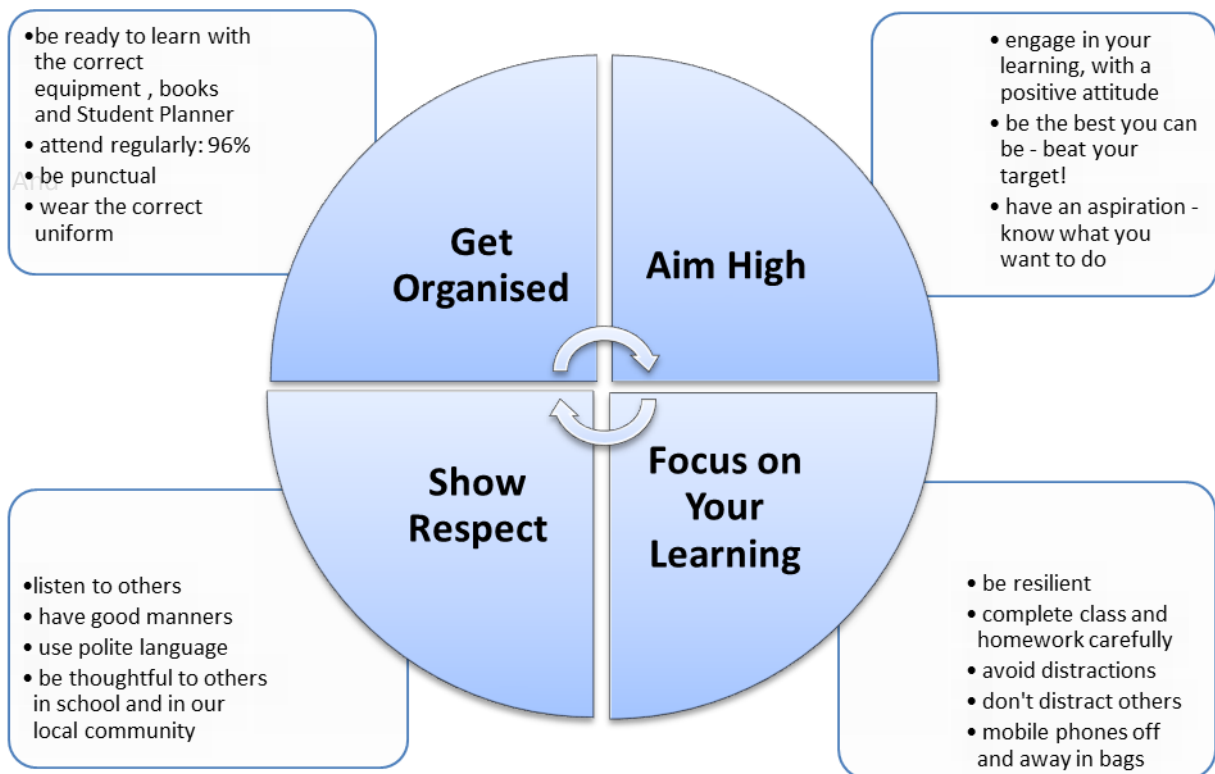 •be ready to learn with
the correct
equipment , books
and Student Planner
• attend regularly: 96%
• be punctual
• wear the correct
uniform
Get
Organised
• engage in your
learning, with a
positive attitude
• be the best you can
be - beat your
target!
• have an aspiration -
know what you
want to do
Aim High
•listen to others
• have good manners
• use polite language
• be thoughtful to others
in school and in our
local community
Show
Respect
• be resilient
• complete class and
homework carefully
• avoid distractions
• don't distract others
• mobile phones off
and away in bags
Focus on
Your
Learning